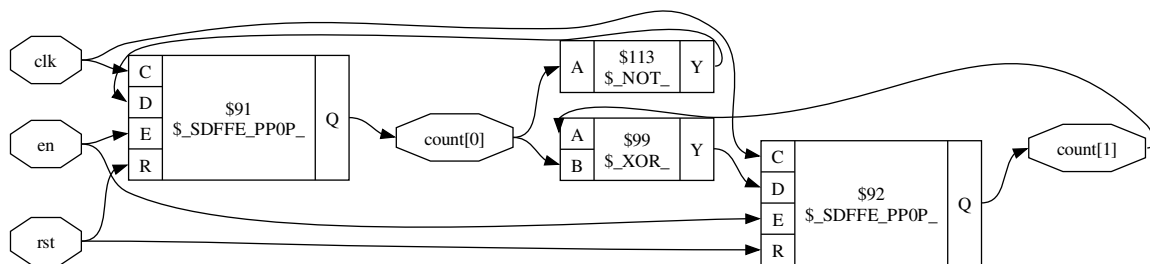 clk
en
rst
C
D
E
R
$91
$_SDFFE_PP0P_
Q
count[0]
A
$113
$_NOT_
Y
A
B
$99
$_XOR_
Y
C
D
E
R
$92
$_SDFFE_PP0P_
Q
count[1]